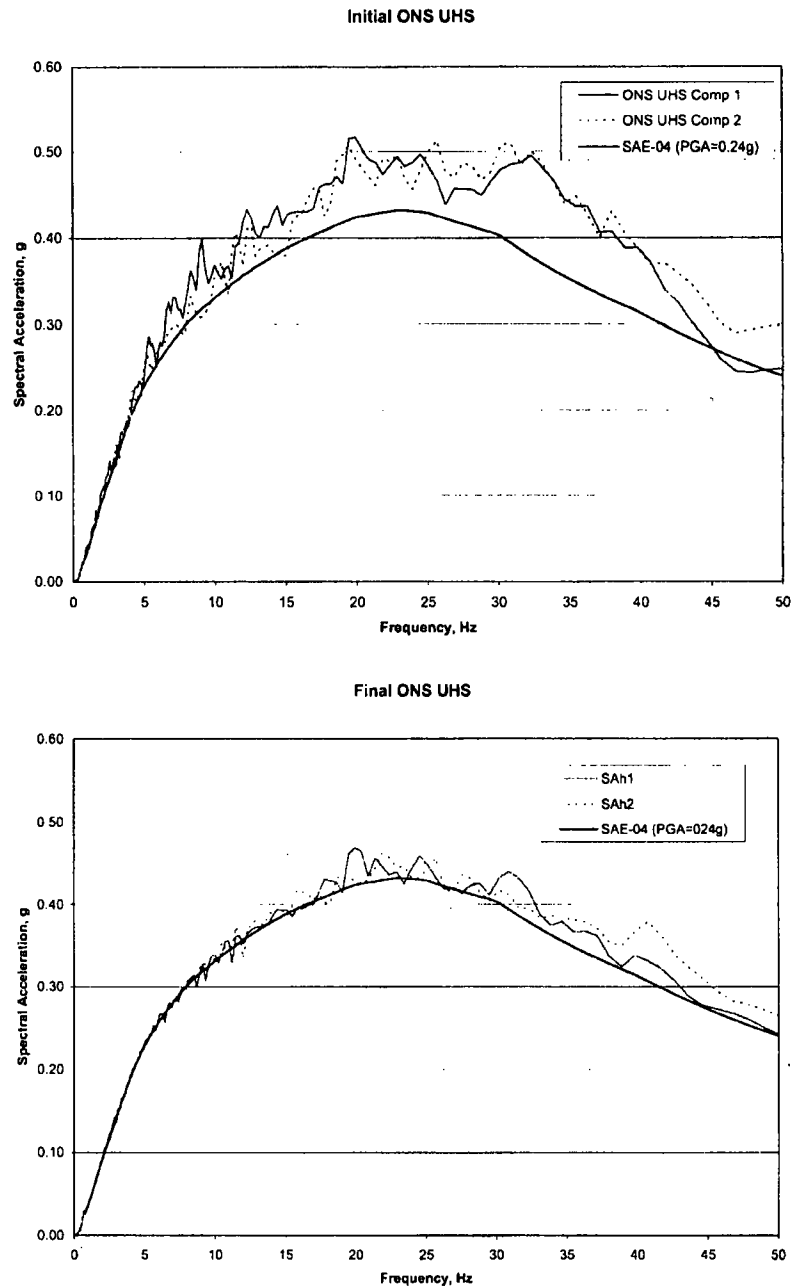 Initial ONS UHS
0.60
0.50
0.40
0.30
0.20
0 10
0.00
Spectral Acceleration, g
ONS UHS Comp 1
ONS UHS Comp 2
SAE-04 (PGA=0.24g)
0 5 10 15 20 25 30 35 40 45 50
Frequency, Hz
Final ONS UHS
0.60
0 50
0.40
0.30
0.20
0.10
0.00
Spectral Acceleration, g
SAh1
SAh2
SAE-04 (PGA=024g)
0 5 10 15 20 25 30 35 40 45 50
Frequency, Hz